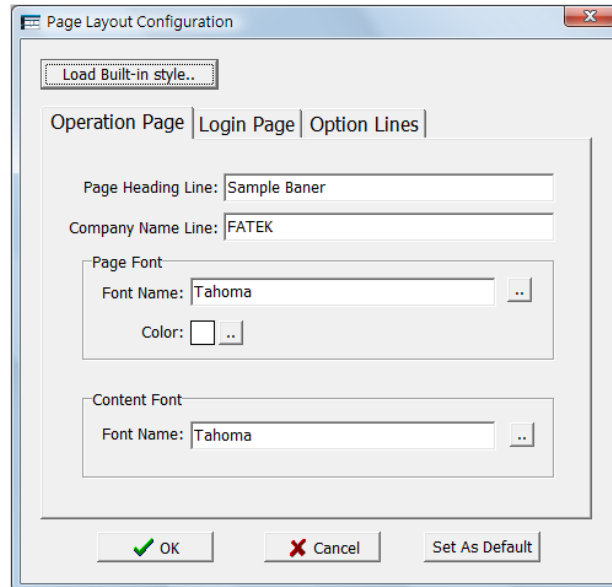 Page Layout Configuration
Load Built-in style..
Operation Page Login Page Option Lines
Page Heading Line: Sample Baner
Company Name Line: FATEK
Page Font
Font Name: Tahoma ..
Color: ..
Content Font
Font Name: Tahoma ..
OK Cancel Set As Default